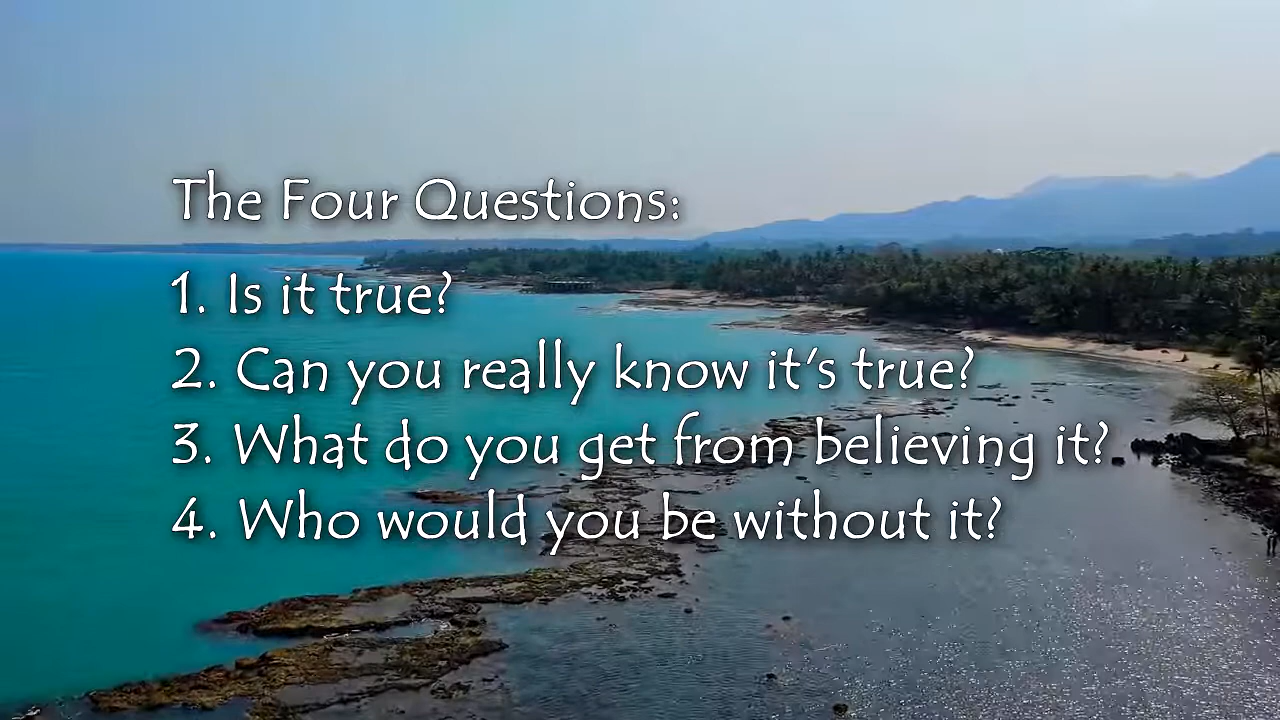 The Four Questions:
1. Is it true?
2. Can you really know it's true?
3. What do you get from believing it?
4. Who would you be without it?